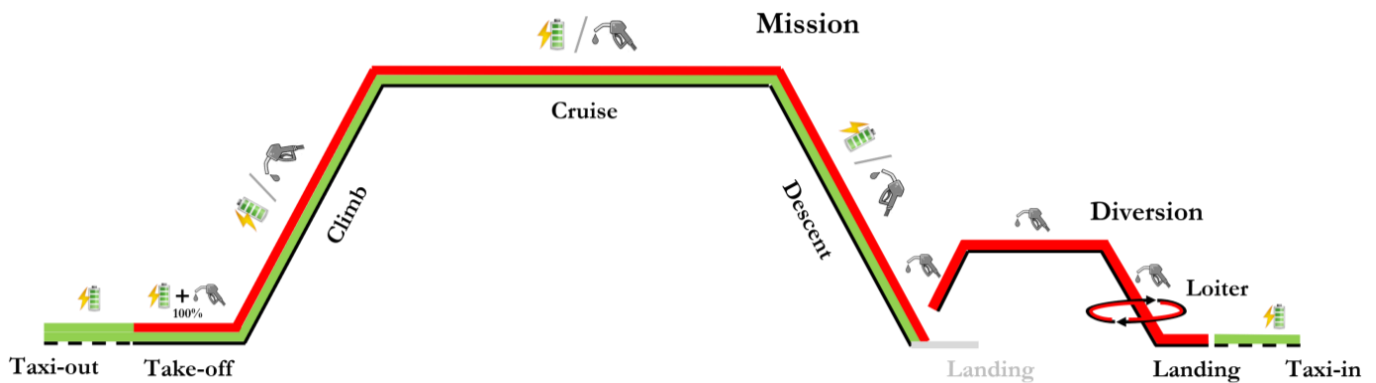 Mission
Cruise
Climb
Descent
Diversion
Loiter
+
100%
Taxi-out
Take-off
Landing
Landing
Taxi-in